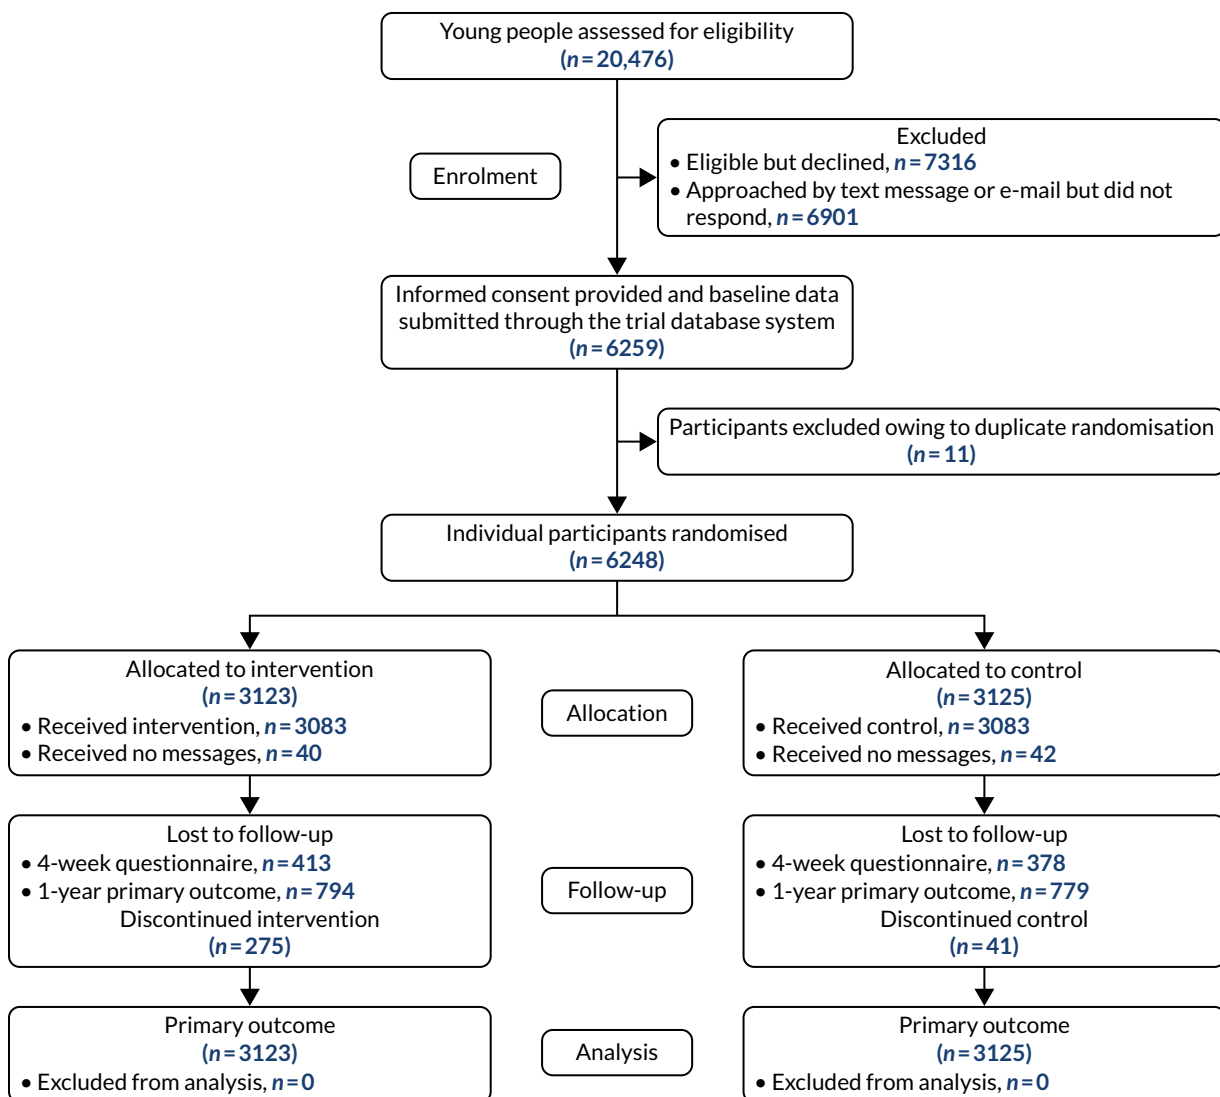 Young people assessed for eligibility
(n=20,476)
Enrolment
Excluded
• Eligible but declined, n=7316
• Approached by text message or e-mail but did not
respond, n=6901
Informed consent provided and baseline data
submitted through the trial database system
(n=6259)
Participants excluded owing to duplicate randomisation
(n=11)
Individual participants randomised
(n=6248)
Allocated to intervention
(n=3123)
• Received intervention, n=3083
• Received no messages, n=40
Allocation
Allocated to control
(n=3125)
• Received control, n=3083
• Received no messages, n=42
Lost to follow-up
• 4-week questionnaire, n=413
• 1-year primary outcome, n=794
Discontinued intervention
(n=275)
Follow-up
Lost to follow-up
• 4-week questionnaire, n=378
• 1-year primary outcome, n=779
Discontinued control
(n=41)
Primary outcome
(n=3123)
• Excluded from analysis, n=0
Analysis
Primary outcome
(n=3125)
• Excluded from analysis, n=0